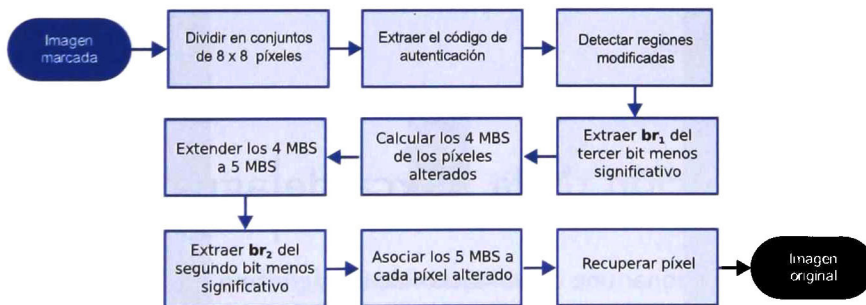 Imagen
marcada
Dividir en conjuntos
de 8 x 8 píxeles
Extraer el código de
autenticación
Detectar regiones
modificadas
Extraer br₁ del
tercer bit menos
significativo
Calcular los 4 MBS
de los píxeles
alterados
Extender los 4 MBS
a 5 MBS
Extraer br₂ del
segundo bit menos
significativo
Asociar los 5 MBS a
cada píxel alterado
Recuperar píxel
Imagen
original